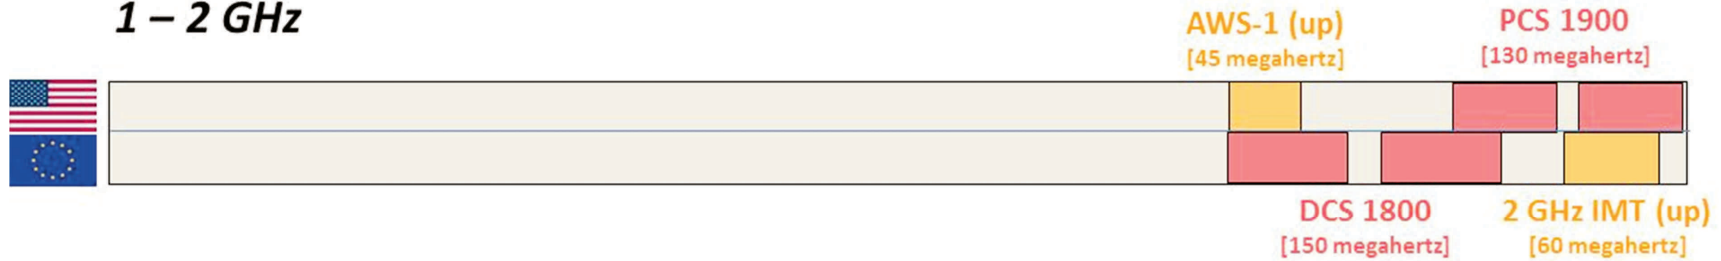 1 – 2 GHz
AWS-1 (up)
[45 megahertz]
PCS 1900
[130 megahertz]
DCS 1800
[150 megahertz]
2 GHz IMT (up)
[60 megahertz]